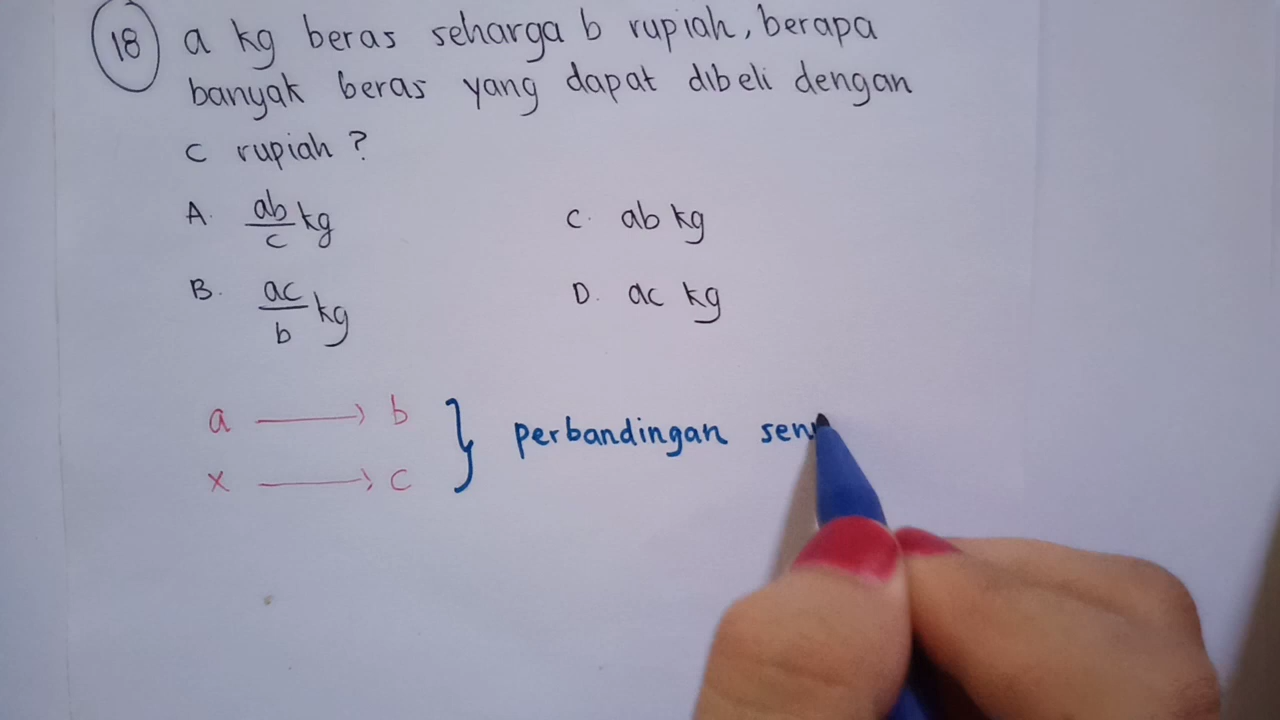 18 a kg beras seharga b rupiah, berapa
banyak beras yang dapat dibeli dengan
c rupiah?
A. ab/c kg
C. ab kg
B. ac/b kg
D. ac kg
a → b
x → c
} perbandingan